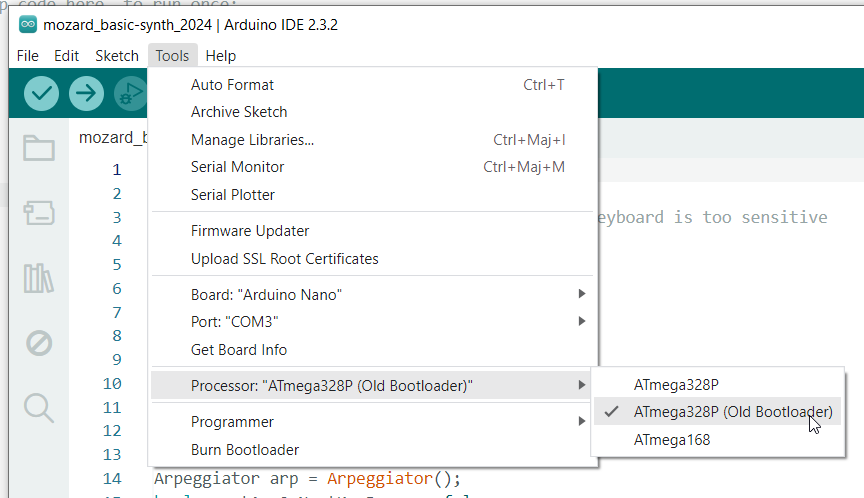 p code here, to run once:
mozard_basic-synth_2024 | Arduino IDE 2.3.2
File Edit Sketch Tools Help
Auto Format Ctrl+T
Archive Sketch
mozard_b
Manage Libraries... Ctrl+Maj+I
Serial Monitor Ctrl+Maj+M
Serial Plotter
1
2
3 eyboard is too sensitive
4
5
6
7
8
9
10
11
12
13
Firmware Updater
Upload SSL Root Certificates
Board: "Arduino Nano"
Port: "COM3"
Get Board Info
Processor: "ATmega328P (Old Bootloader)"
ATmega328P
ATmega328P (Old Bootloader)
ATmega168
Programmer
Burn Bootloader
14 Arpeggiator arp = Arpeggiator();